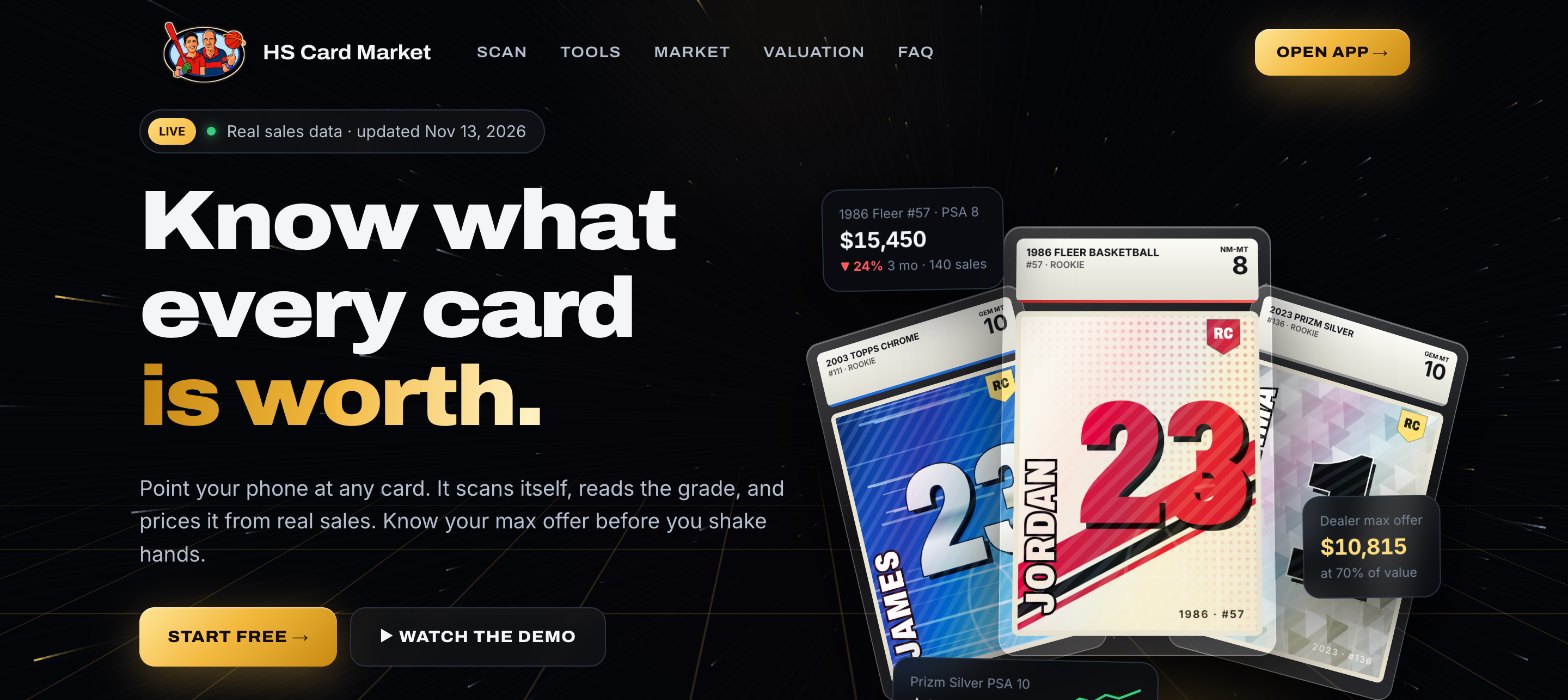 HS Card Market
SCAN
TOOLS
MARKET
VALUATION
FAQ
OPEN APP→
LIVE
Real sales data · updated Nov 13, 2026
Know what
every card
is worth.
Point your phone at any card. It scans itself, reads the grade, and
prices it from real sales. Know your max offer before you shake
hands.
START FREE→
▶ WATCH THE DEMO
1986 Fleer #57 · PSA 8
$15,450
▼ 24% 3 mo · 140 sales
2003 TOPPS CHROME
#111 · ROOKIE
GEM MT
10
RC
23
JAMES
1986 FLEER BASKETBALL
#57 · ROOKIE
NM-MT
8
RC
23
JORDAN
1986 · #57
2023 PRIZM SILVER
#136 · ROOKIE
GEM MT
10
RC
1
2023 · #136
Dealer max offer
$10,815
at 70% of value
Prizm Silver PSA 10